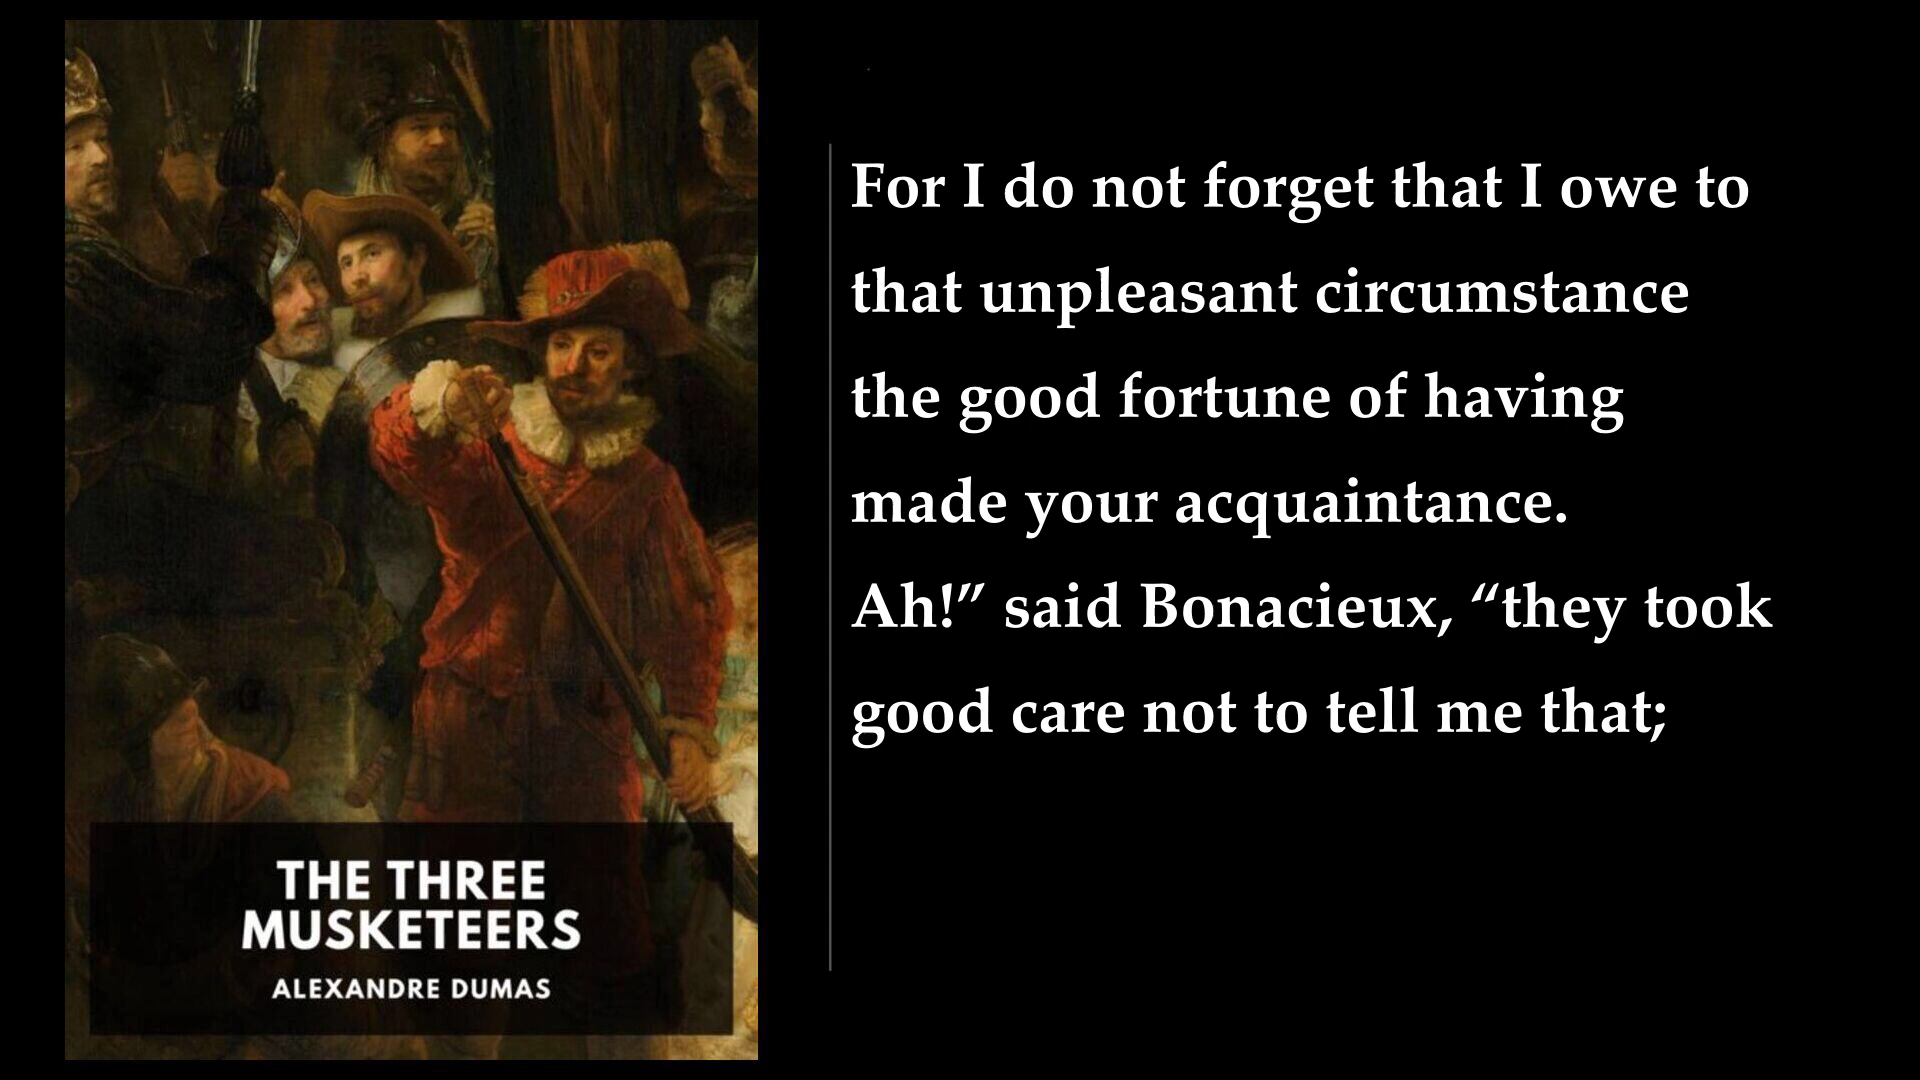 THE THREE
MUSKETEERS
ALEXANDRE DUMAS
For I do not forget that I owe to
that unpleasant circumstance
the good fortune of having
made your acquaintance.
Ah!” said Bonacieux, “they took
good care not to tell me that;